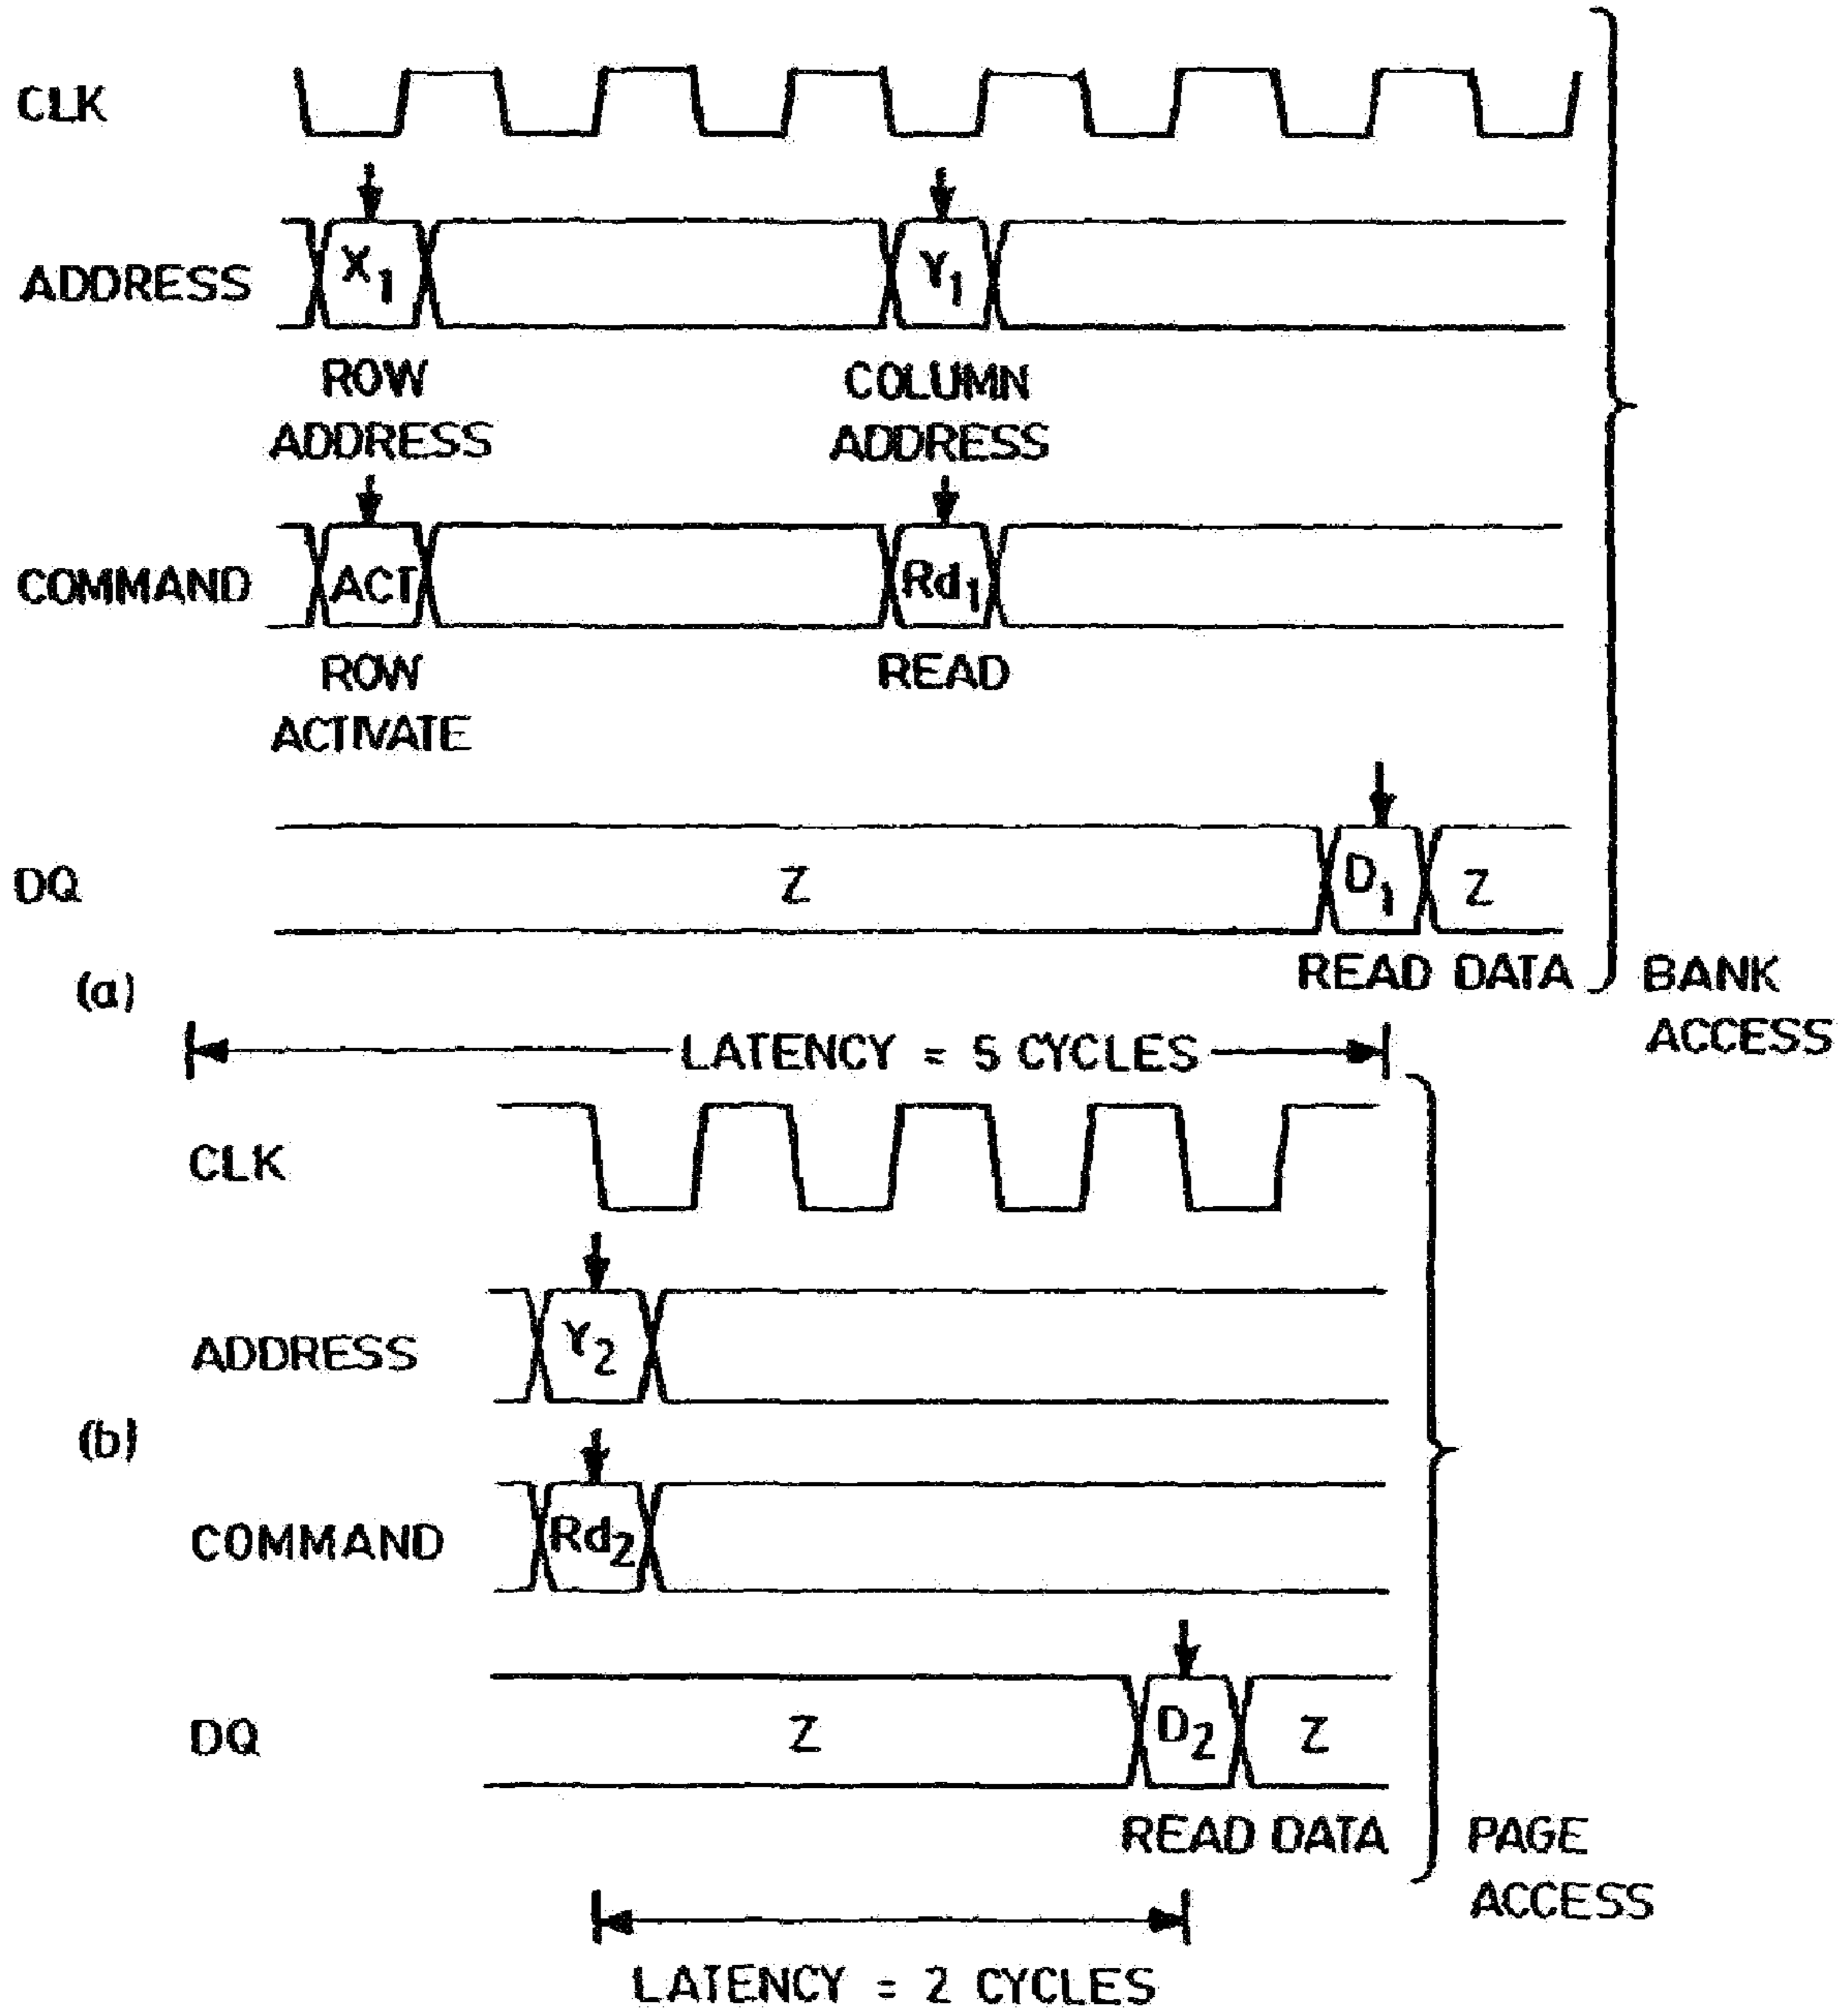 CLK
ADDRESS
X1
Y1
ROW
ADDRESS
COLUMN
ADDRESS
COMMAND
ACT
Rd1
ROW
ACTIVATE
READ
DQ
Z
D1
Z
READ DATA
(a)
BANK
ACCESS
LATENCY = 5 CYCLES
CLK
ADDRESS
Y2
(b)
COMMAND
Rd2
DQ
Z
D2
Z
READ DATA
PAGE
ACCESS
LATENCY = 2 CYCLES